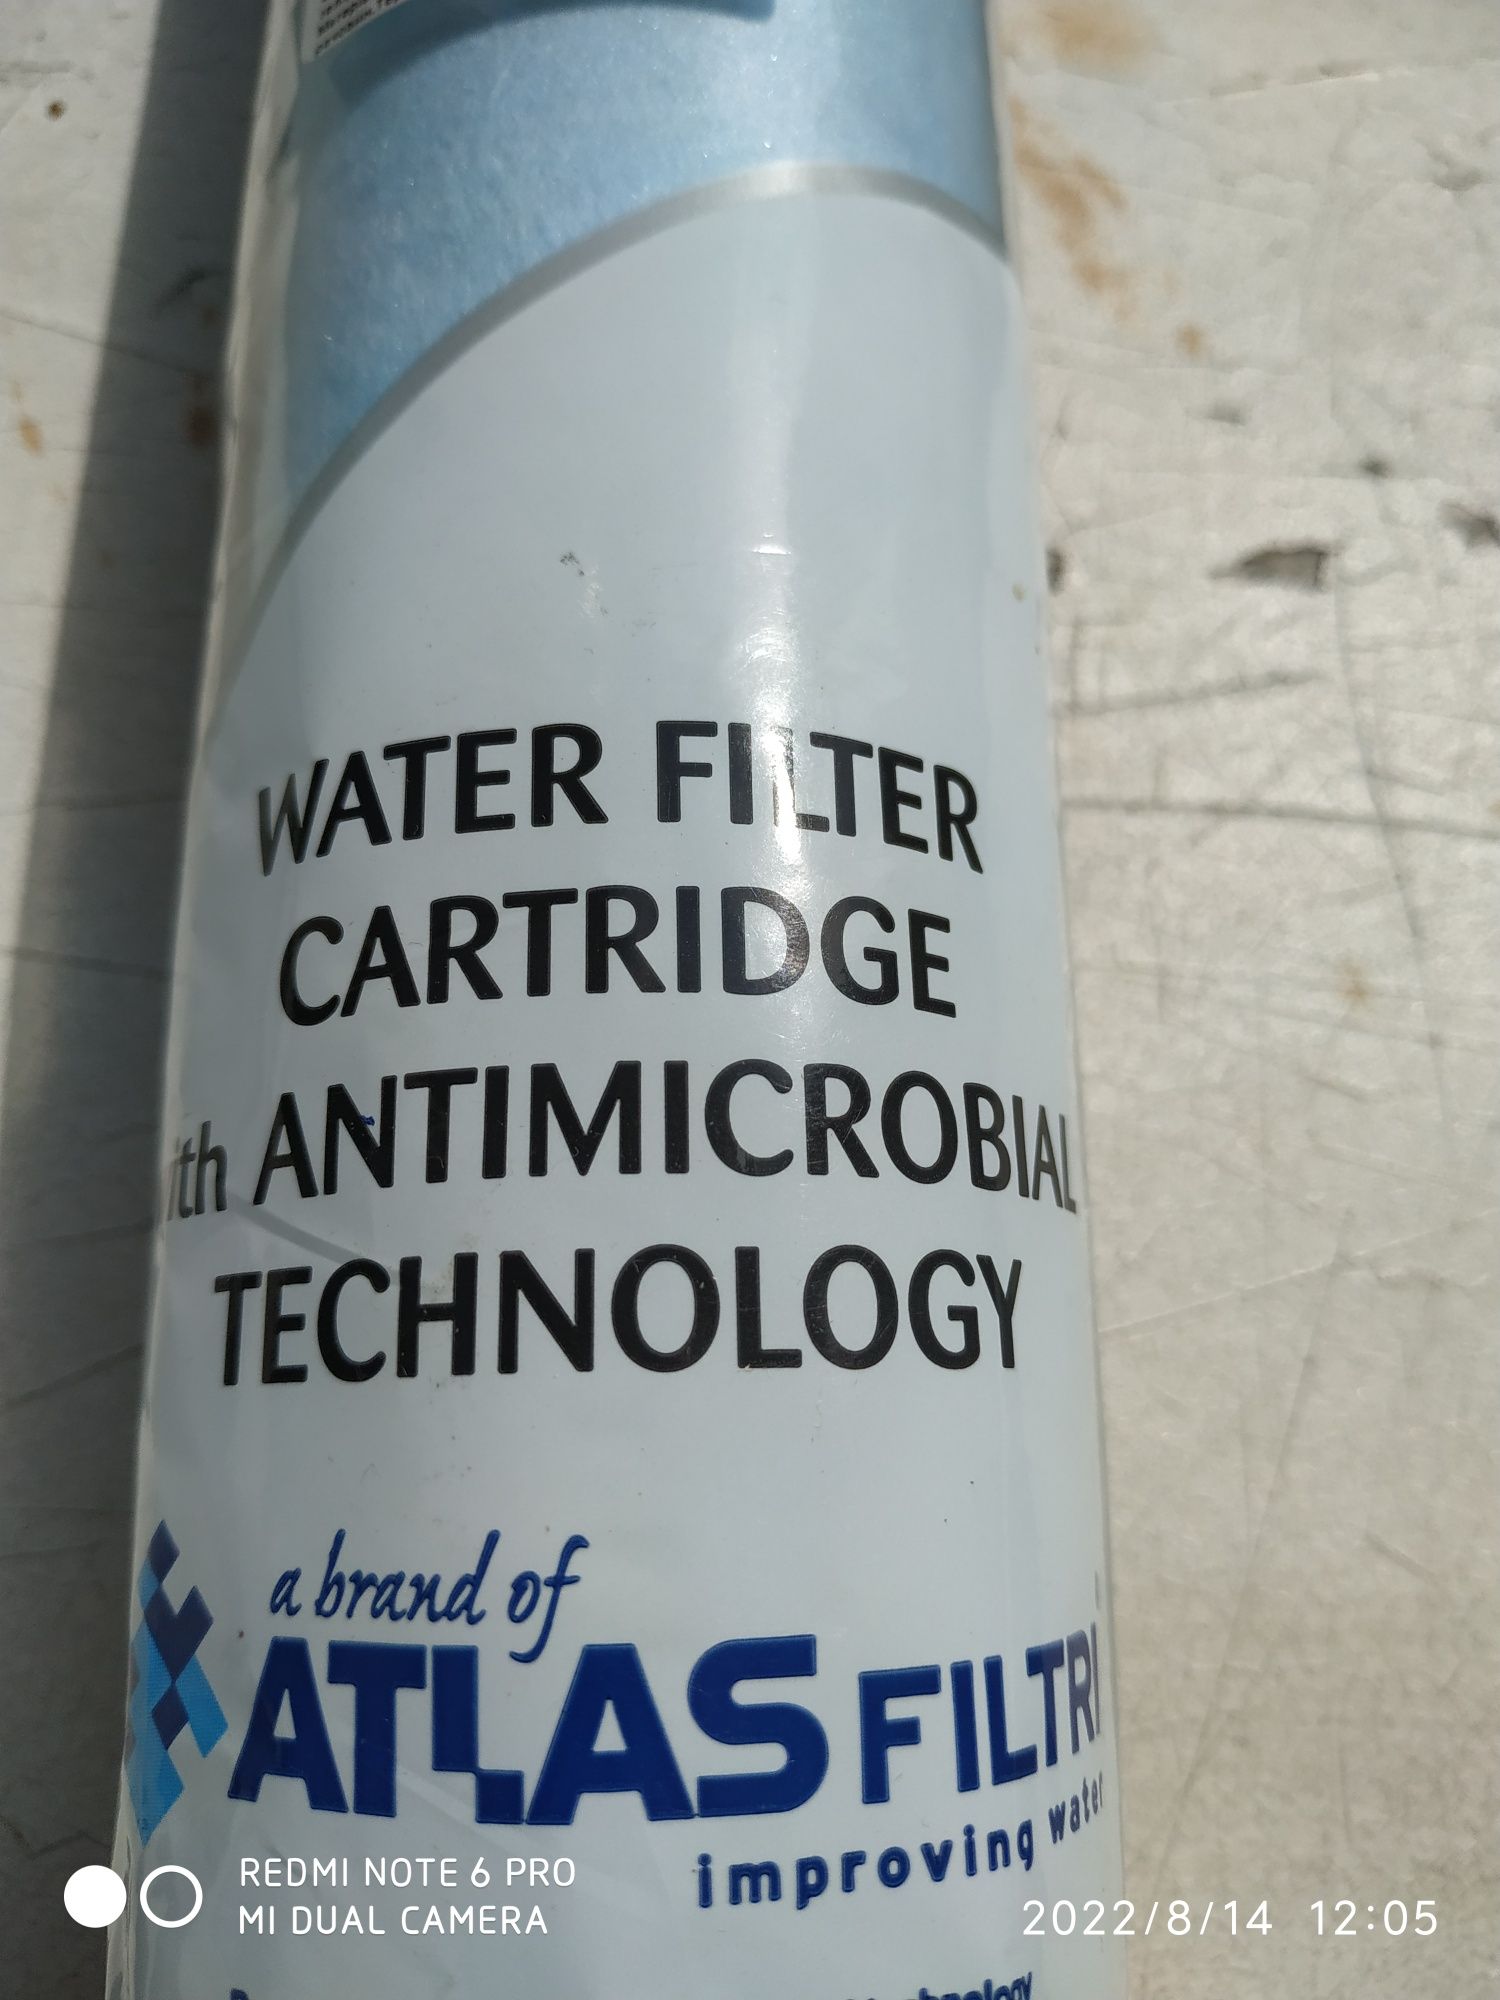 WATER FILTER
CARTRIDGE
ith ANTIMICROBIAL
TECHNOLOGY
a brand of
ATLAS FILTRI
improving water
REDMI NOTE 6 PRO
MI DUAL CAMERA
2022/8/14 12:05